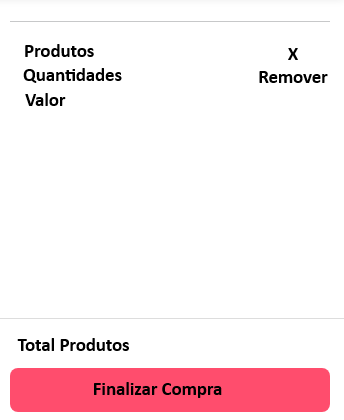 Produtos
X
Quantidades
Remover
Valor
Total Produtos
Finalizar Compra